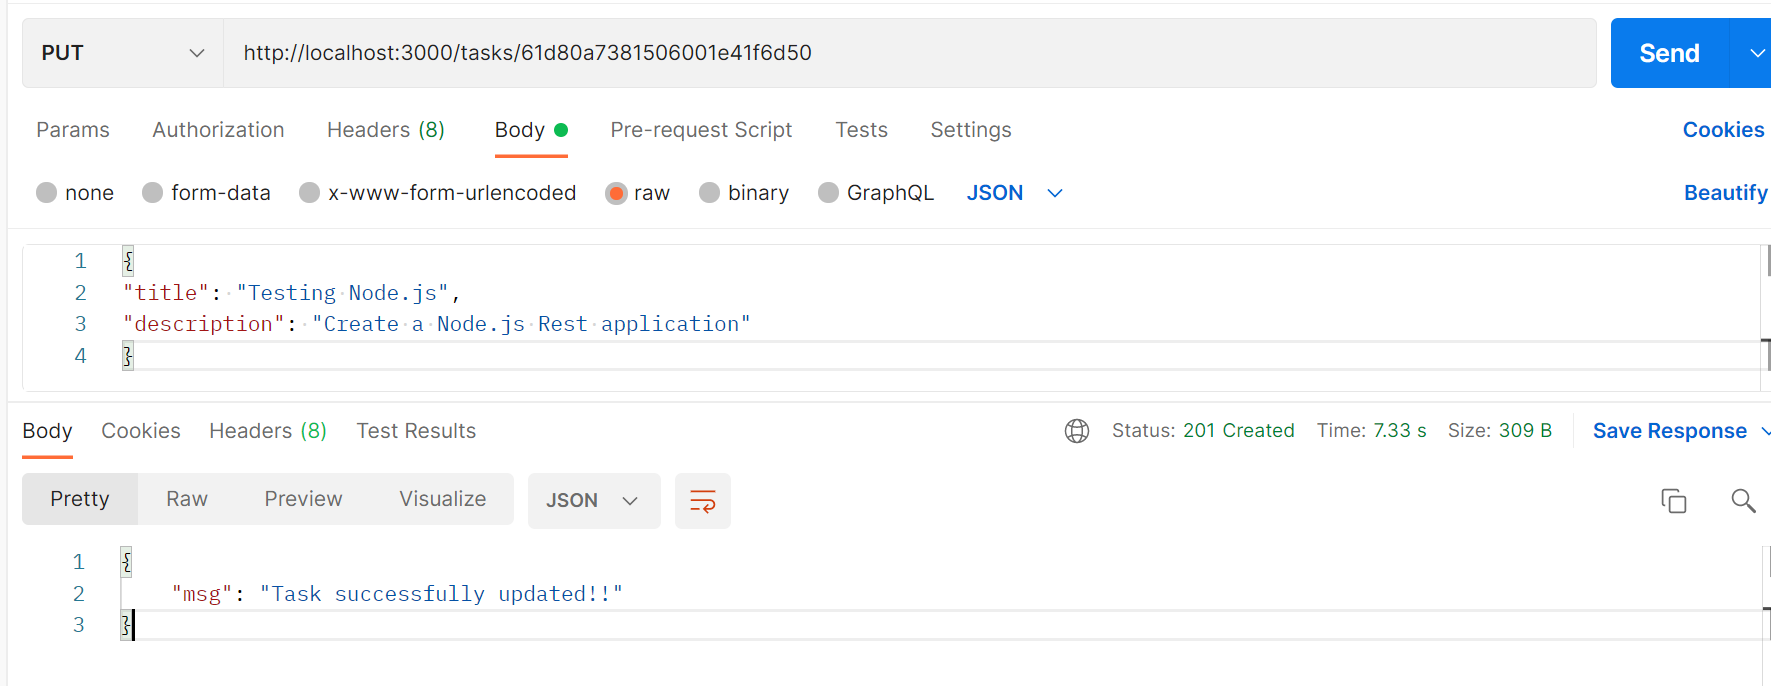 PUT http://localhost:3000/tasks/61d80a7381506001e41f6d50 Send
Params Authorization Headers (8) Body Pre-request Script Tests Settings Cookies
none form-data x-www-form-urlencoded raw binary GraphQL JSON Beautify
1 {
2 "title": "Testing Node.js",
3 "description": "Create a Node.js Rest application"
4 }
Body Cookies Headers (8) Test Results Status: 201 Created Time: 7.33 s Size: 309 B Save Response
Pretty Raw Preview Visualize JSON
1 {
2 "msg": "Task successfully updated!!"
3 }